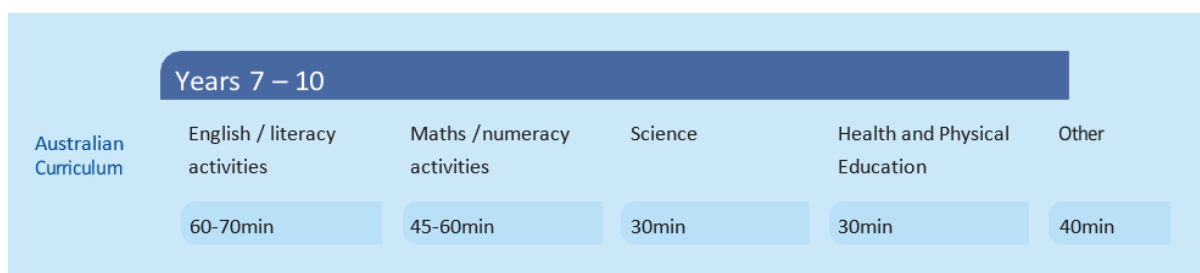 Years 7 – 10
Australian
Curriculum
English / literacy
activities
Maths /numeracy
activities
Science
Health and Physical
Education
Other
60-70min
45-60min
30min
30min
40min